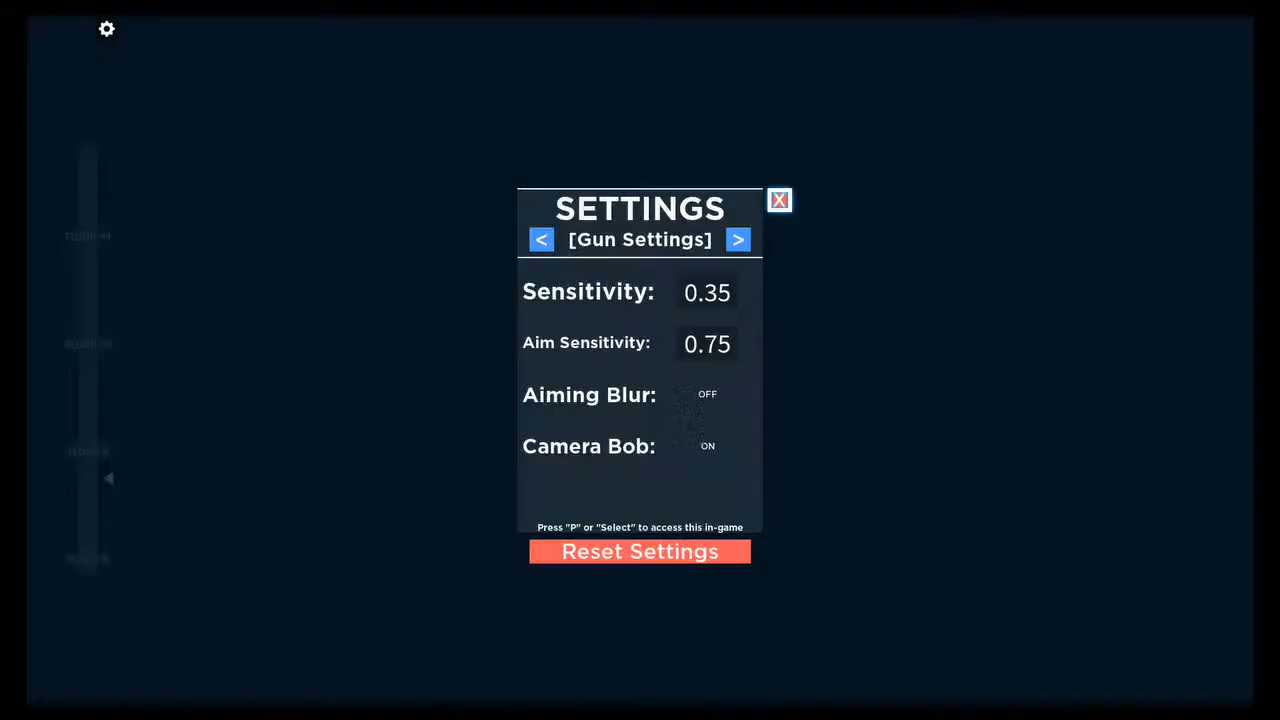 SETTINGS
X
< [Gun Settings] >
Sensitivity: 0.35
Aim Sensitivity: 0.75
Aiming Blur: OFF
Camera Bob: ON
Press "P" or "Select" to access this in-game
Reset Settings